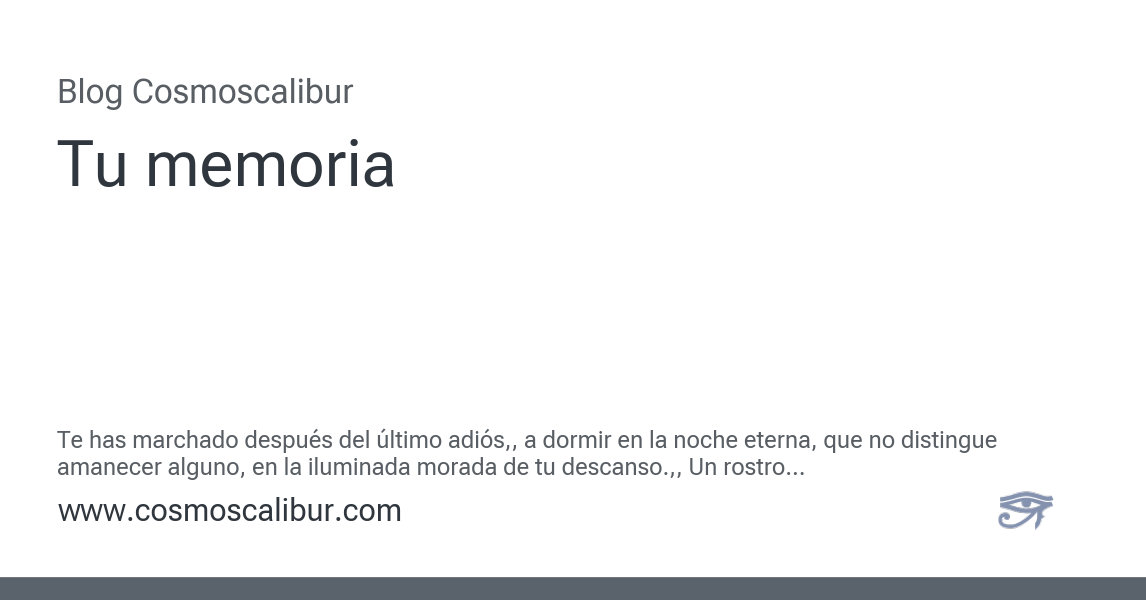 Blog Cosmoscalibur
Tu memoria
Te has marchado después del último adiós,, a dormir en la noche eterna, que no distingue
amanecer alguno, en la iluminada morada de tu descanso.,, Un rostro...
www.cosmoscalibur.com